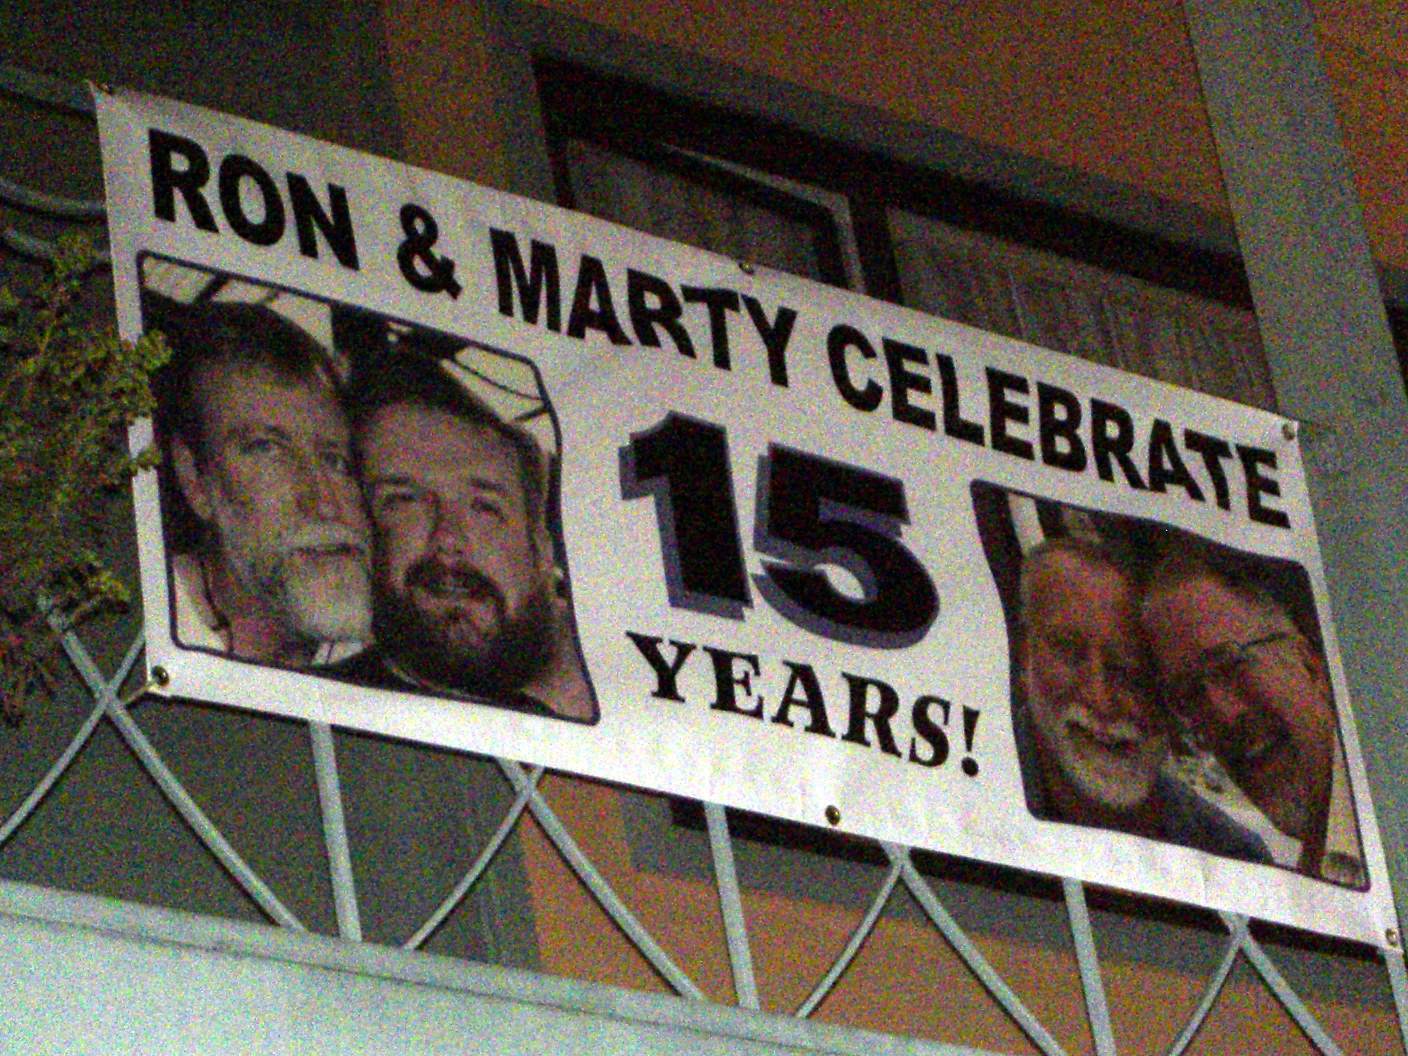 RON & MARTY CELEBRATE
15
YEARS!